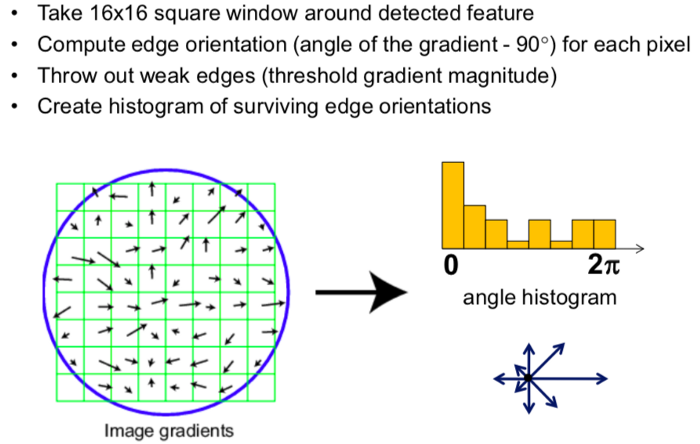 • Take 16x16 square window around detected feature
• Compute edge orientation (angle of the gradient - 90°) for each pixel
• Throw out weak edges (threshold gradient magnitude)
• Create histogram of surviving edge orientations
0 2π
angle histogram
Image gradients